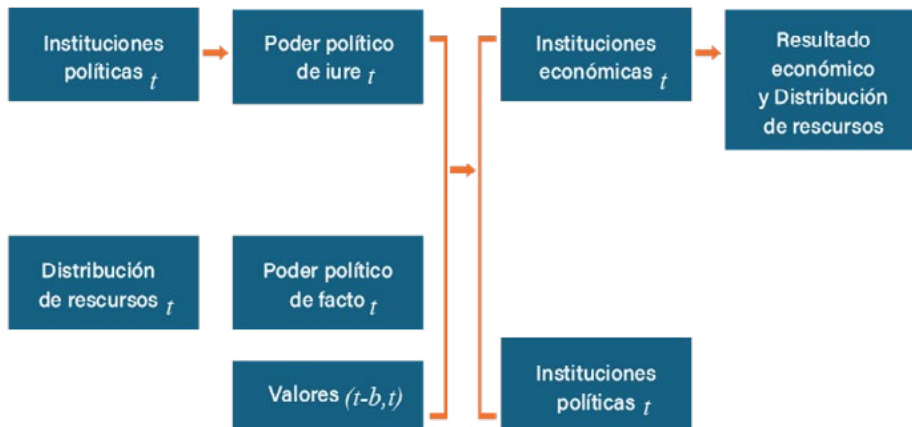 Instituciones
políticas t
Poder político
de iure t
Instituciones
económicas t
Resultado
económico
y Distribución
de rescursos
Distribución
de rescursos t
Poder político
de facto t
Valores (t-b,t)
Instituciones
políticas t